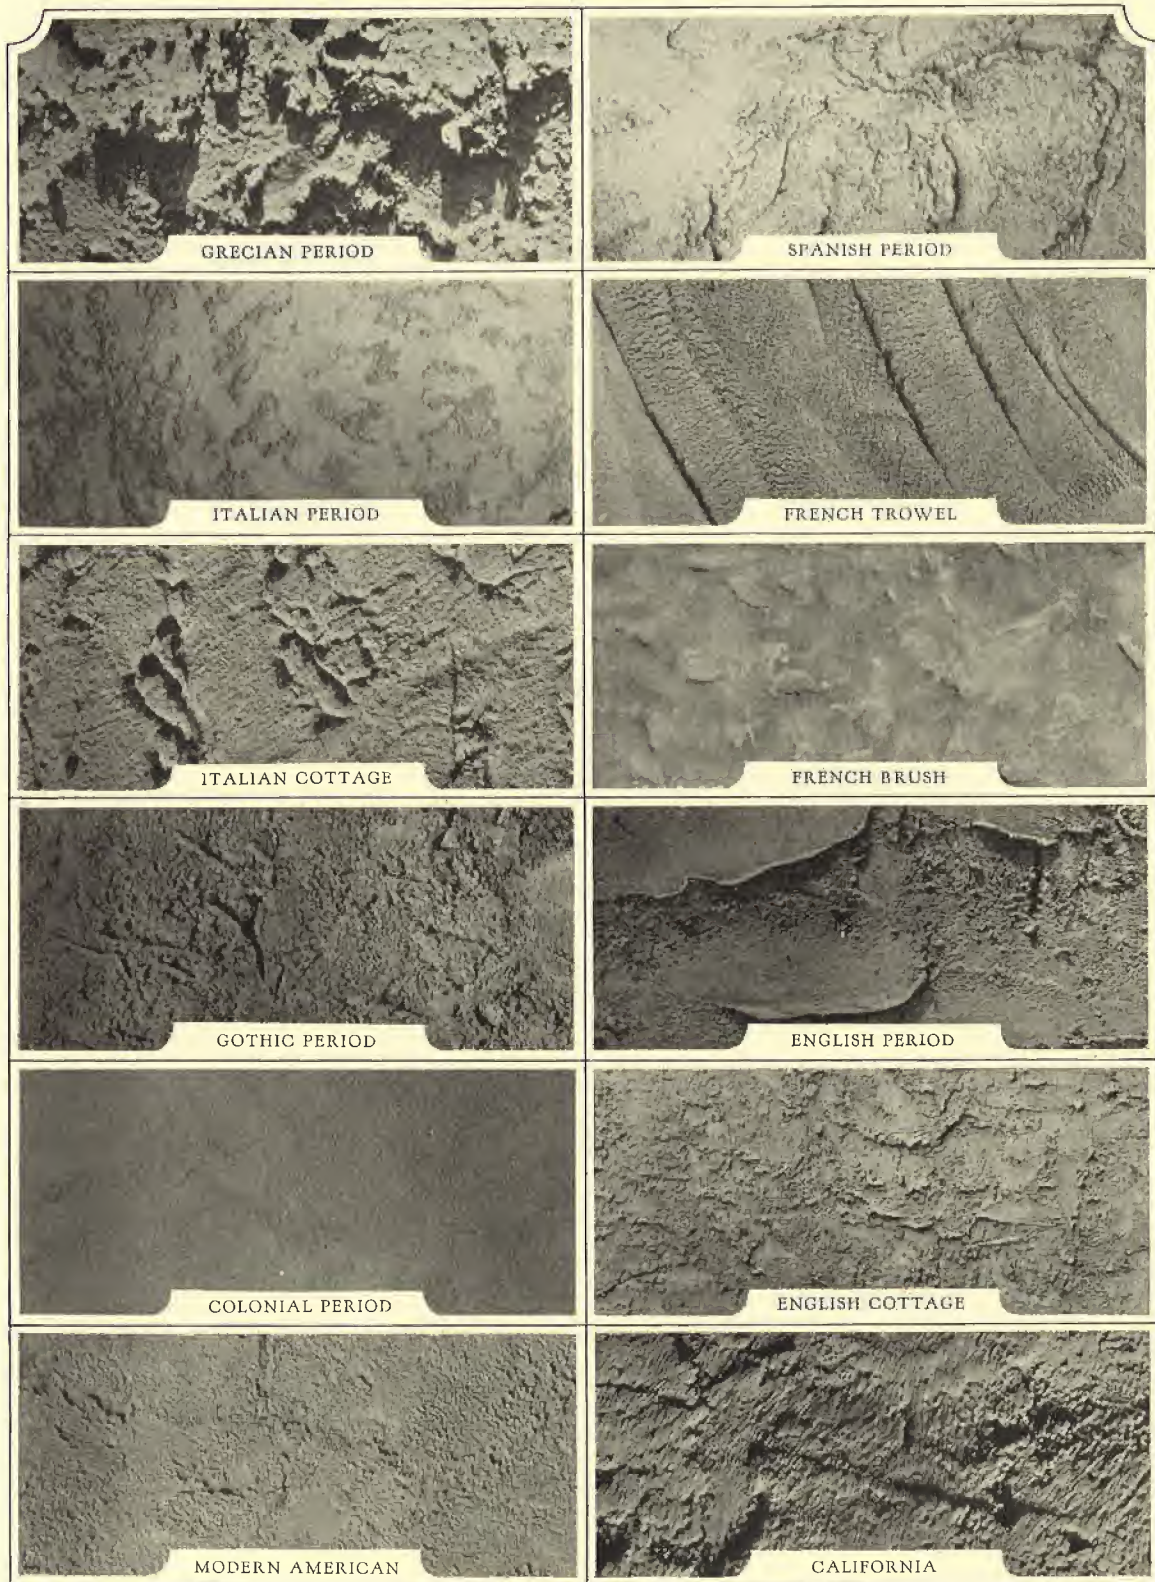 GRECIAN PERIOD
SPANISH PERIOD
ITALIAN PERIOD
FRENCH TROWEL
ITALIAN COTTAGE
FRENCH BRUSH
GOTHIC PERIOD
ENGLISH PERIOD
COLONIAL PERIOD
ENGLISH COTTAGE
MODERN AMERICAN
CALIFORNIA